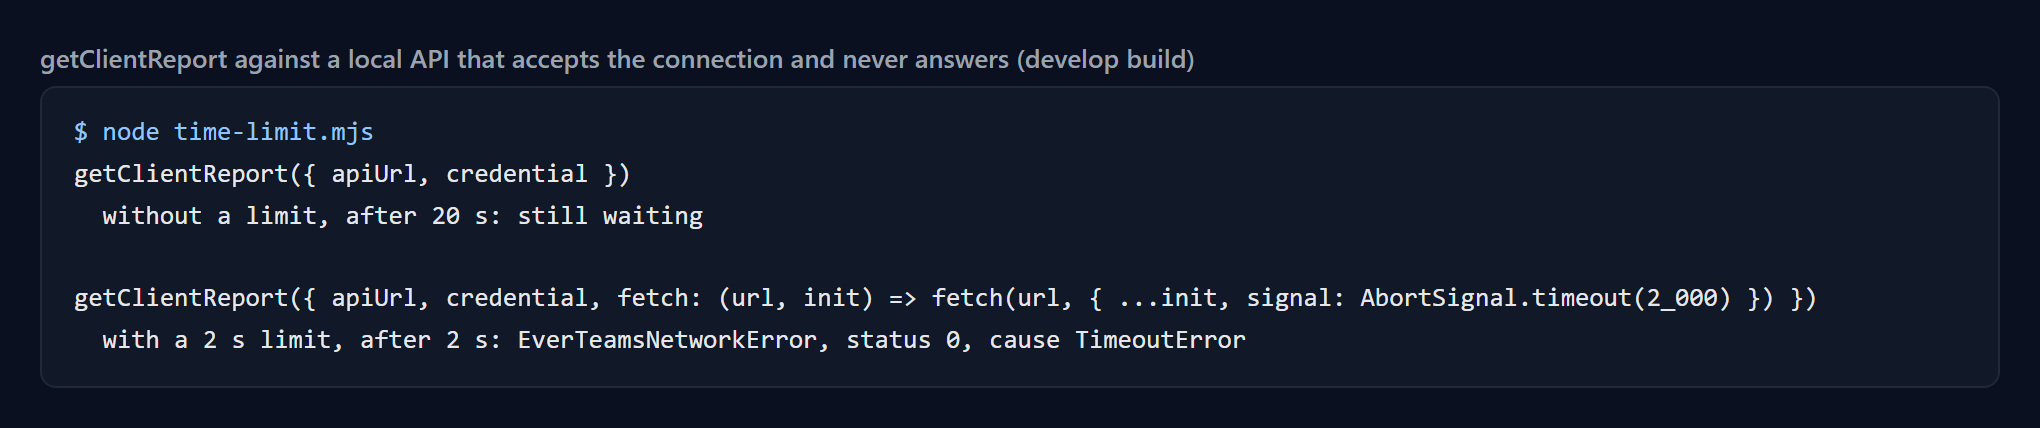 getClientReport against a local API that accepts the connection and never answers (develop build)
$ node time-limit.mjs
getClientReport({ apiUrl, credential })
  without a limit, after 20 s: still waiting
getClientReport({ apiUrl, credential, fetch: (url, init) => fetch(url, { ...init, signal: AbortSignal.timeout(2_000) }) })
  with a 2 s limit, after 2 s: EverTeamsNetworkError, status 0, cause TimeoutError